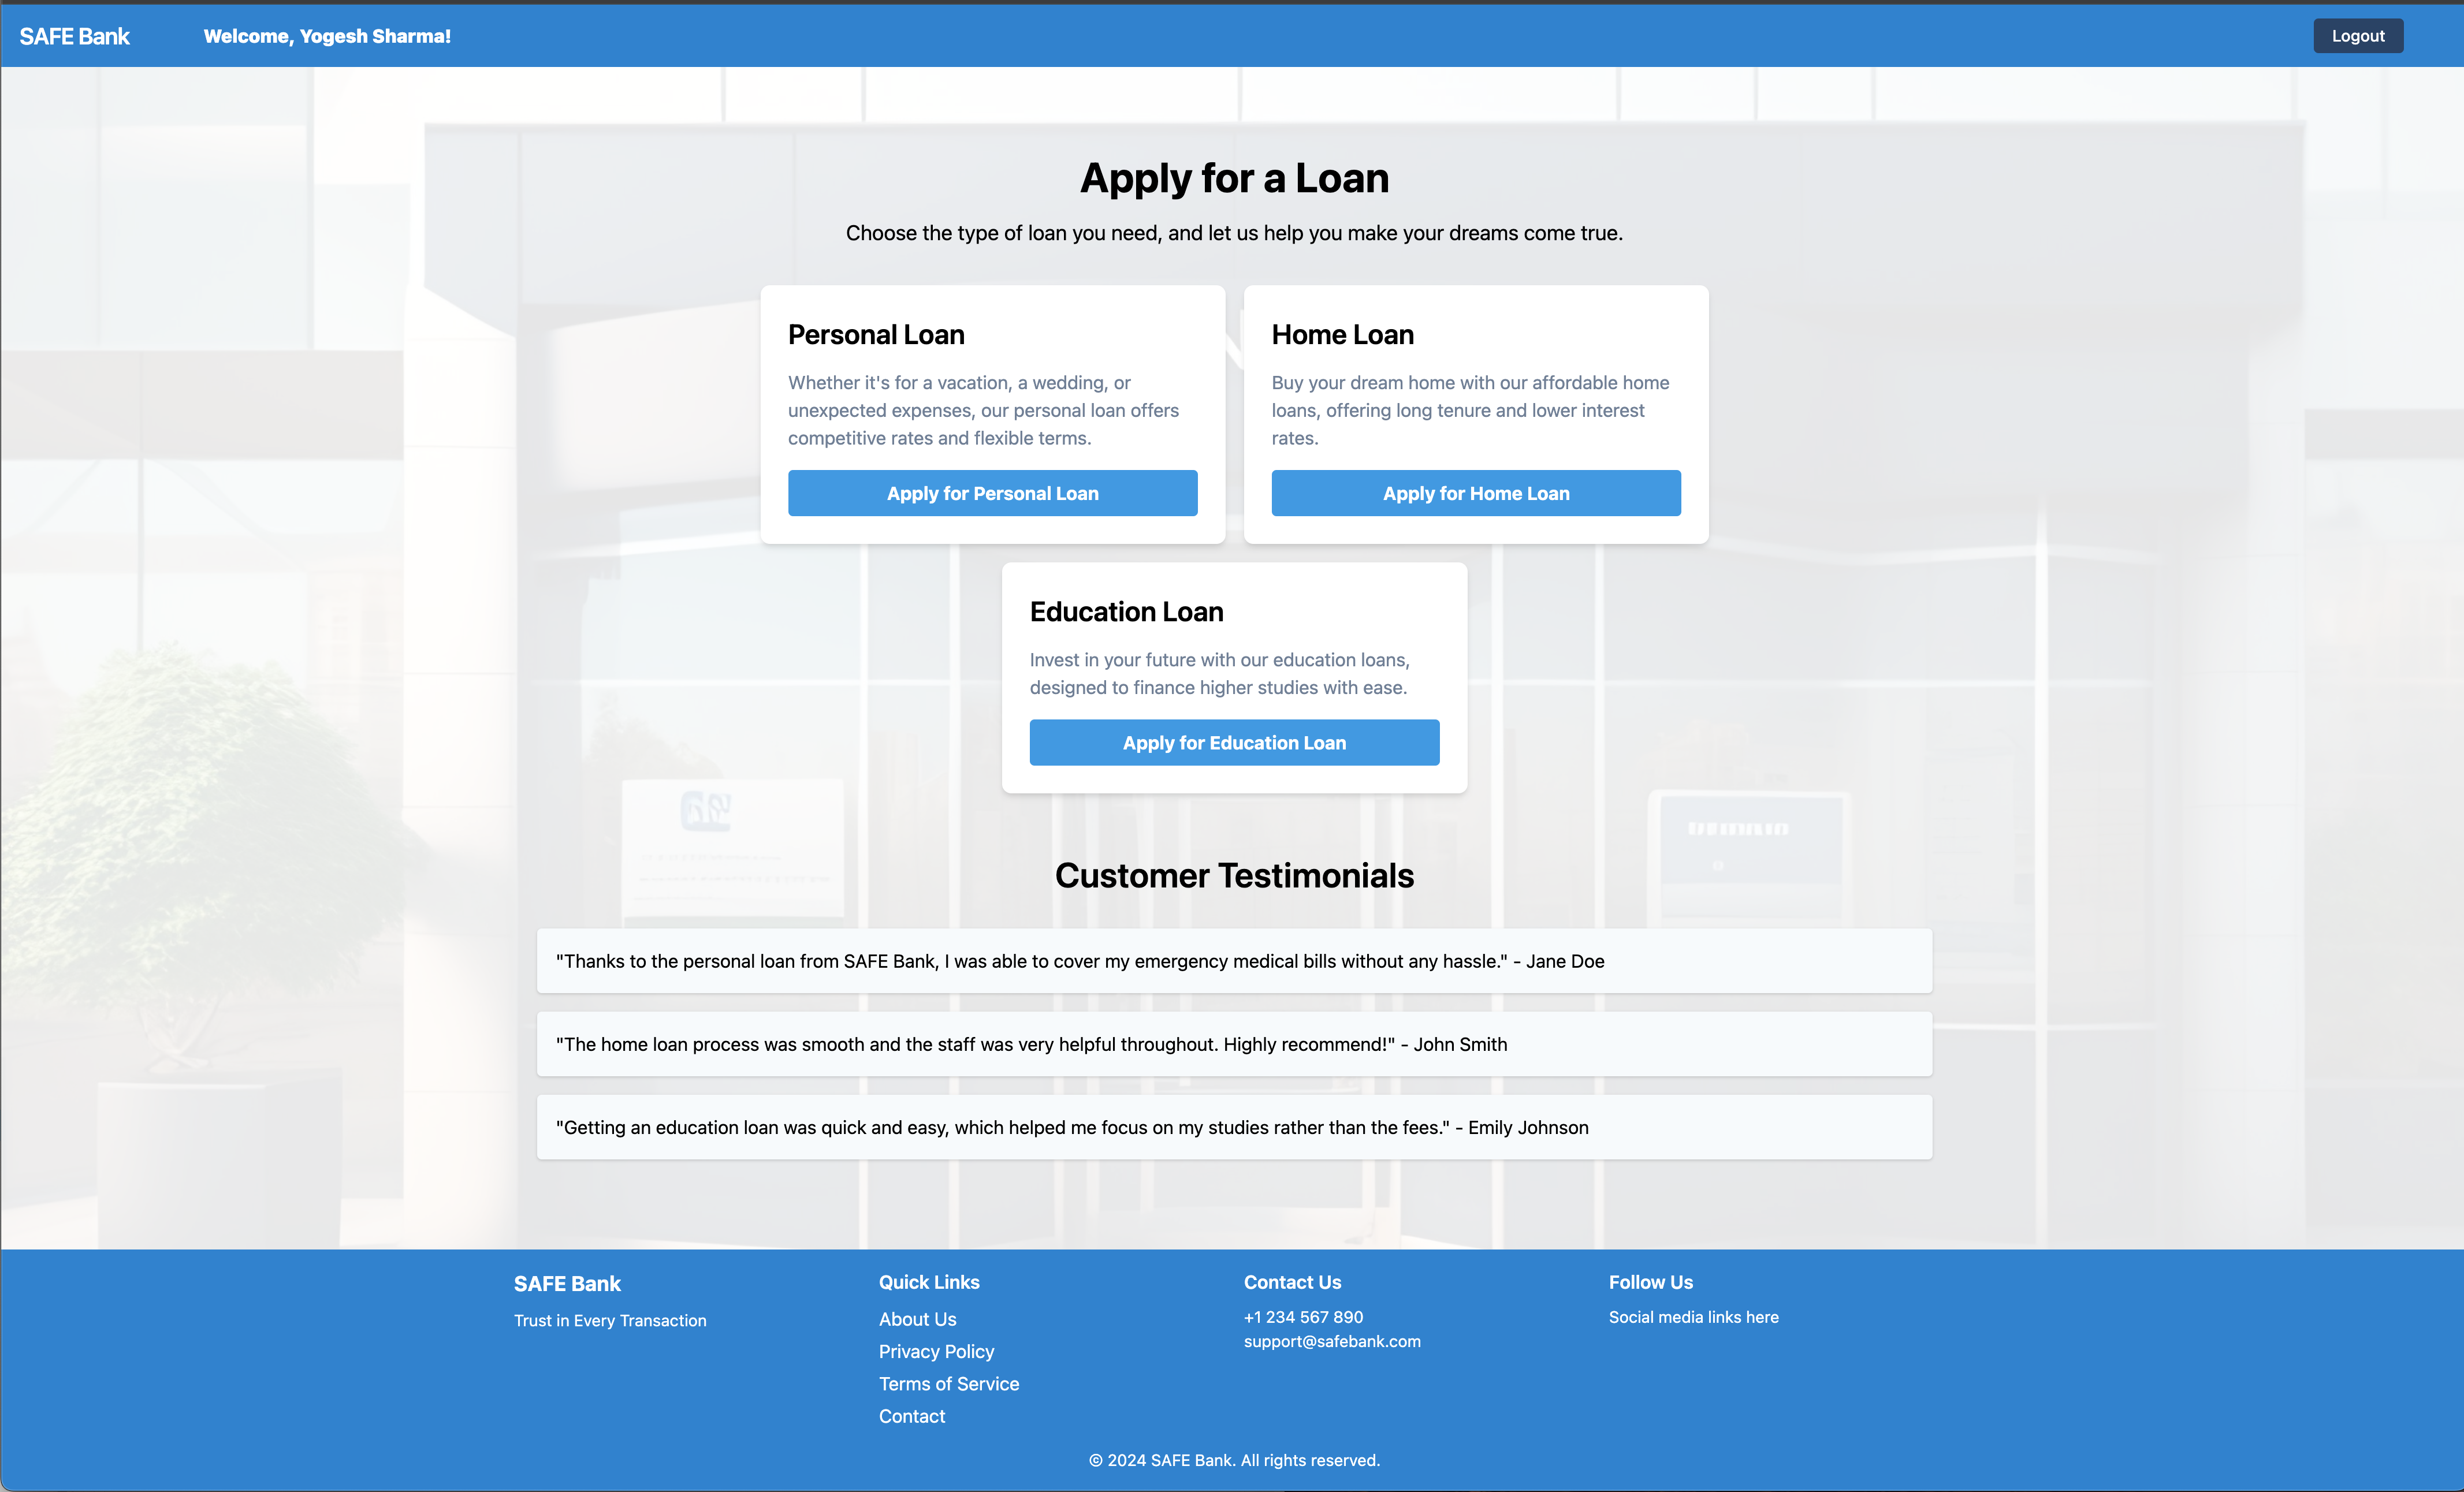 SAFE Bank
Welcome, Yogesh Sharma!
Logout
Apply for a Loan
Choose the type of loan you need, and let us help you make your dreams come true.
Personal Loan
Whether it's for a vacation, a wedding, or
unexpected expenses, our personal loan offers
competitive rates and flexible terms.
Apply for Personal Loan
Home Loan
Buy your dream home with our affordable home
loans, offering long tenure and lower interest
rates.
Apply for Home Loan
Education Loan
Invest in your future with our education loans,
designed to finance higher studies with ease.
Apply for Education Loan
Customer Testimonials
"Thanks to the personal loan from SAFE Bank, I was able to cover my emergency medical bills without any hassle." - Jane Doe
"The home loan process was smooth and the staff was very helpful throughout. Highly recommend!" - John Smith
"Getting an education loan was quick and easy, which helped me focus on my studies rather than the fees." - Emily Johnson
SAFE Bank
Trust in Every Transaction
Quick Links
About Us
Privacy Policy
Terms of Service
Contact
Contact Us
+1 234 567 890
support@safebank.com
Follow Us
Social media links here
© 2024 SAFE Bank. All rights reserved.